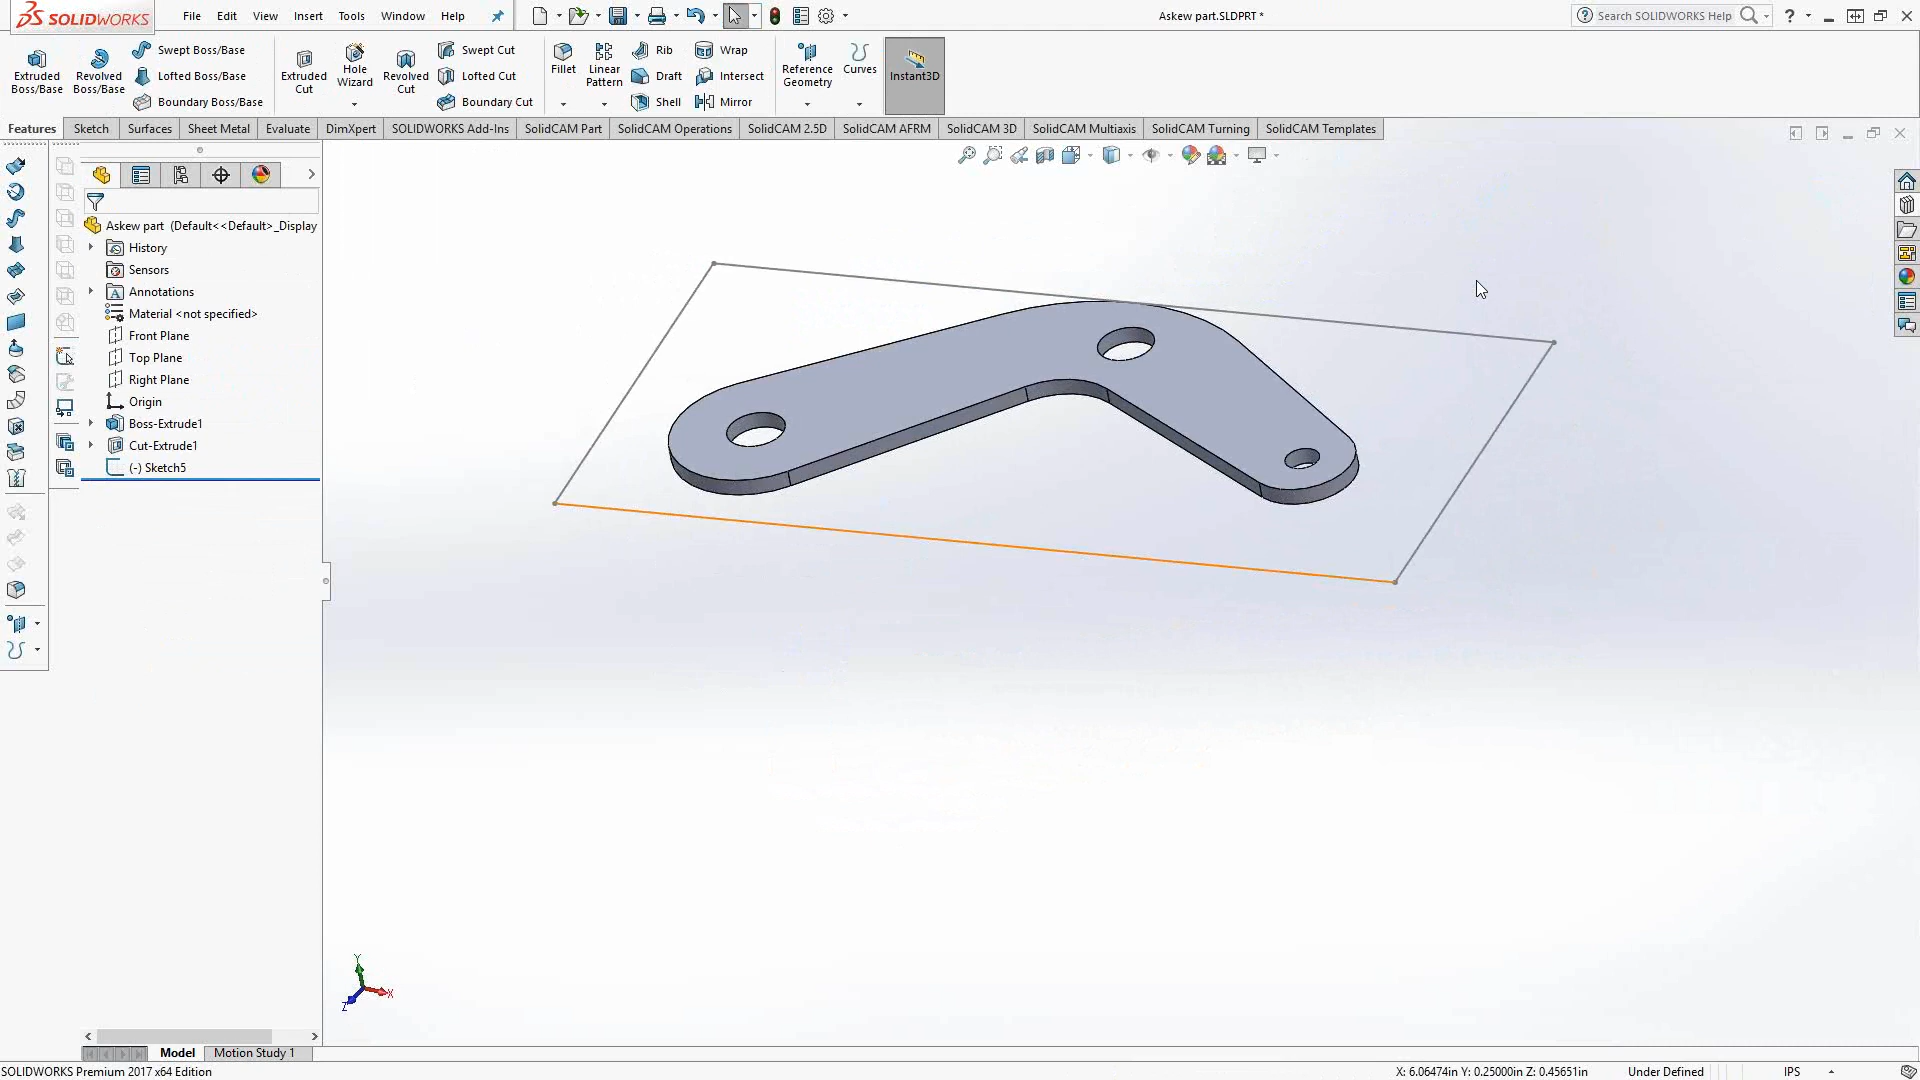 SOLIDWORKS File Edit View Insert Tools Window Help Askew part.SLDPRT * Search SOLIDWORKS Help
Extruded Boss/Base
Revolved Boss/Base
Swept Boss/Base
Lofted Boss/Base
Boundary Boss/Base
Extruded Cut
Hole Wizard
Revolved Cut
Swept Cut
Lofted Cut
Boundary Cut
Fillet
Linear Pattern
Rib
Draft
Shell
Wrap
Intersect
Mirror
Reference Geometry
Curves
Instant3D
Features Sketch Surfaces Sheet Metal Evaluate DimXpert SOLIDWORKS Add-Ins SolidCAM Part SolidCAM Operations SolidCAM 2.5D SolidCAM AFRM SolidCAM 3D SolidCAM Multiaxis SolidCAM Turning SolidCAM Templates
Askew part (Default<<Default>_Display
History
Sensors
Annotations
Material <not specified>
Front Plane
Top Plane
Right Plane
Origin
Boss-Extrude1
Cut-Extrude1
(-) Sketch5
Y
X
Z
Model Motion Study 1
SOLIDWORKS Premium 2017 x64 Edition X: 6.06474in Y: 0.25000in Z: 0.45651in Under Defined IPS